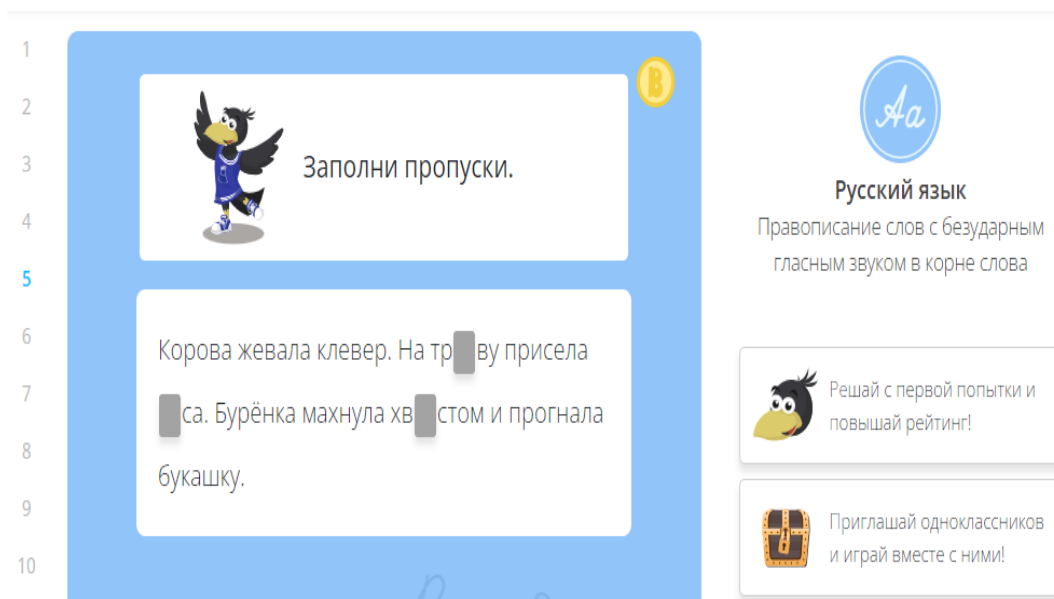 1
2
3
4
5
6
7
8
9
10
B
Заполни пропуски.
Корова жевала клевер. На тр ву присела
са. Бурёнка махнула хв стом и прогнала
букашку.
Aa
Русский язык
Правописание слов с безударным
гласным звуком в корне слова
Решай с первой попытки и
повышай рейтинг!
Приглашай одноклассников
и играй вместе с ними!